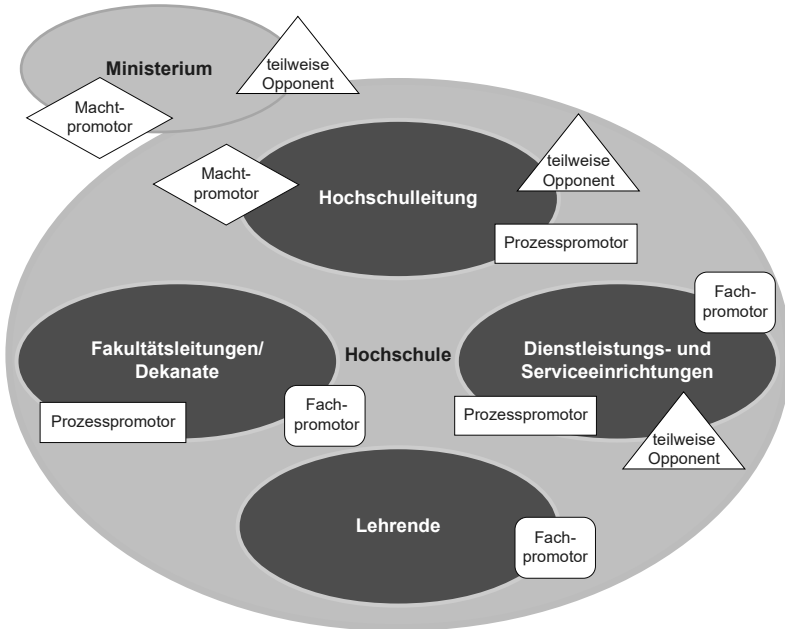 Ministerium
teilweise
Opponent
Macht-
promotor
Macht-
promotor
Hochschulleitung
teilweise
Opponent
Prozesspromotor
Fach-
promotor
Fakultätsleitungen/
Dekanate
Hochschule
Dienstleistungs- und
Serviceeinrichtungen
Prozesspromotor
Fach-
promotor
Prozesspromotor
teilweise
Opponent
Lehrende
Fach-
promotor